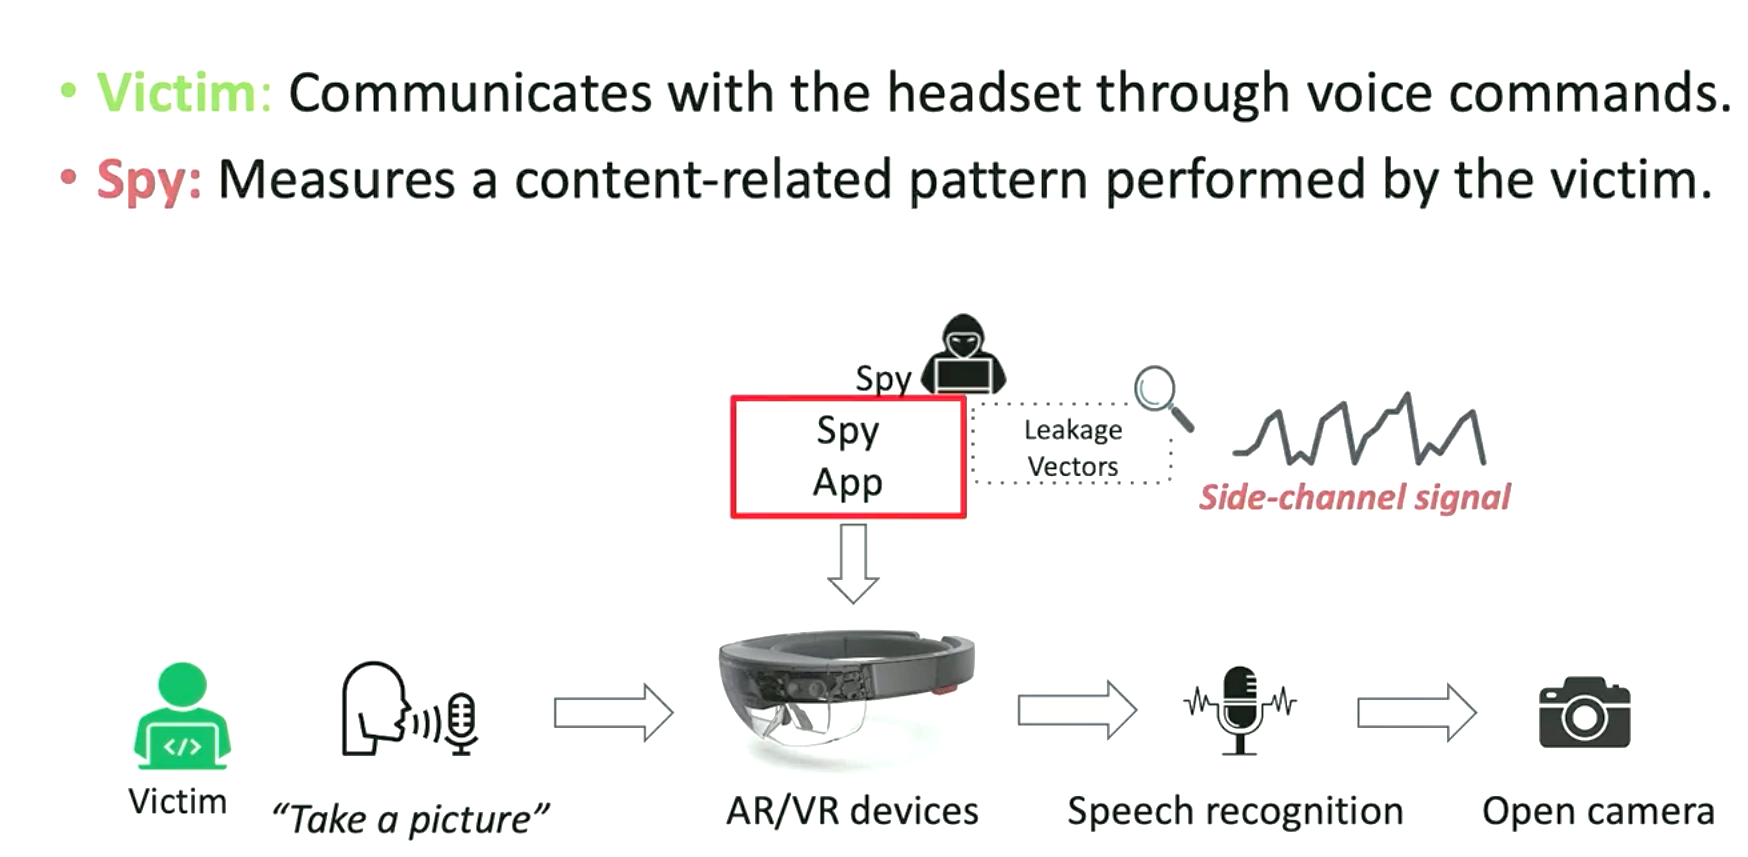 • Victim: Communicates with the headset through voice commands.
• Spy: Measures a content-related pattern performed by the victim.
Spy
Spy
App
Leakage
Vectors
Side-channel signal
</>
Victim
“Take a picture”
AR/VR devices
Speech recognition
Open camera